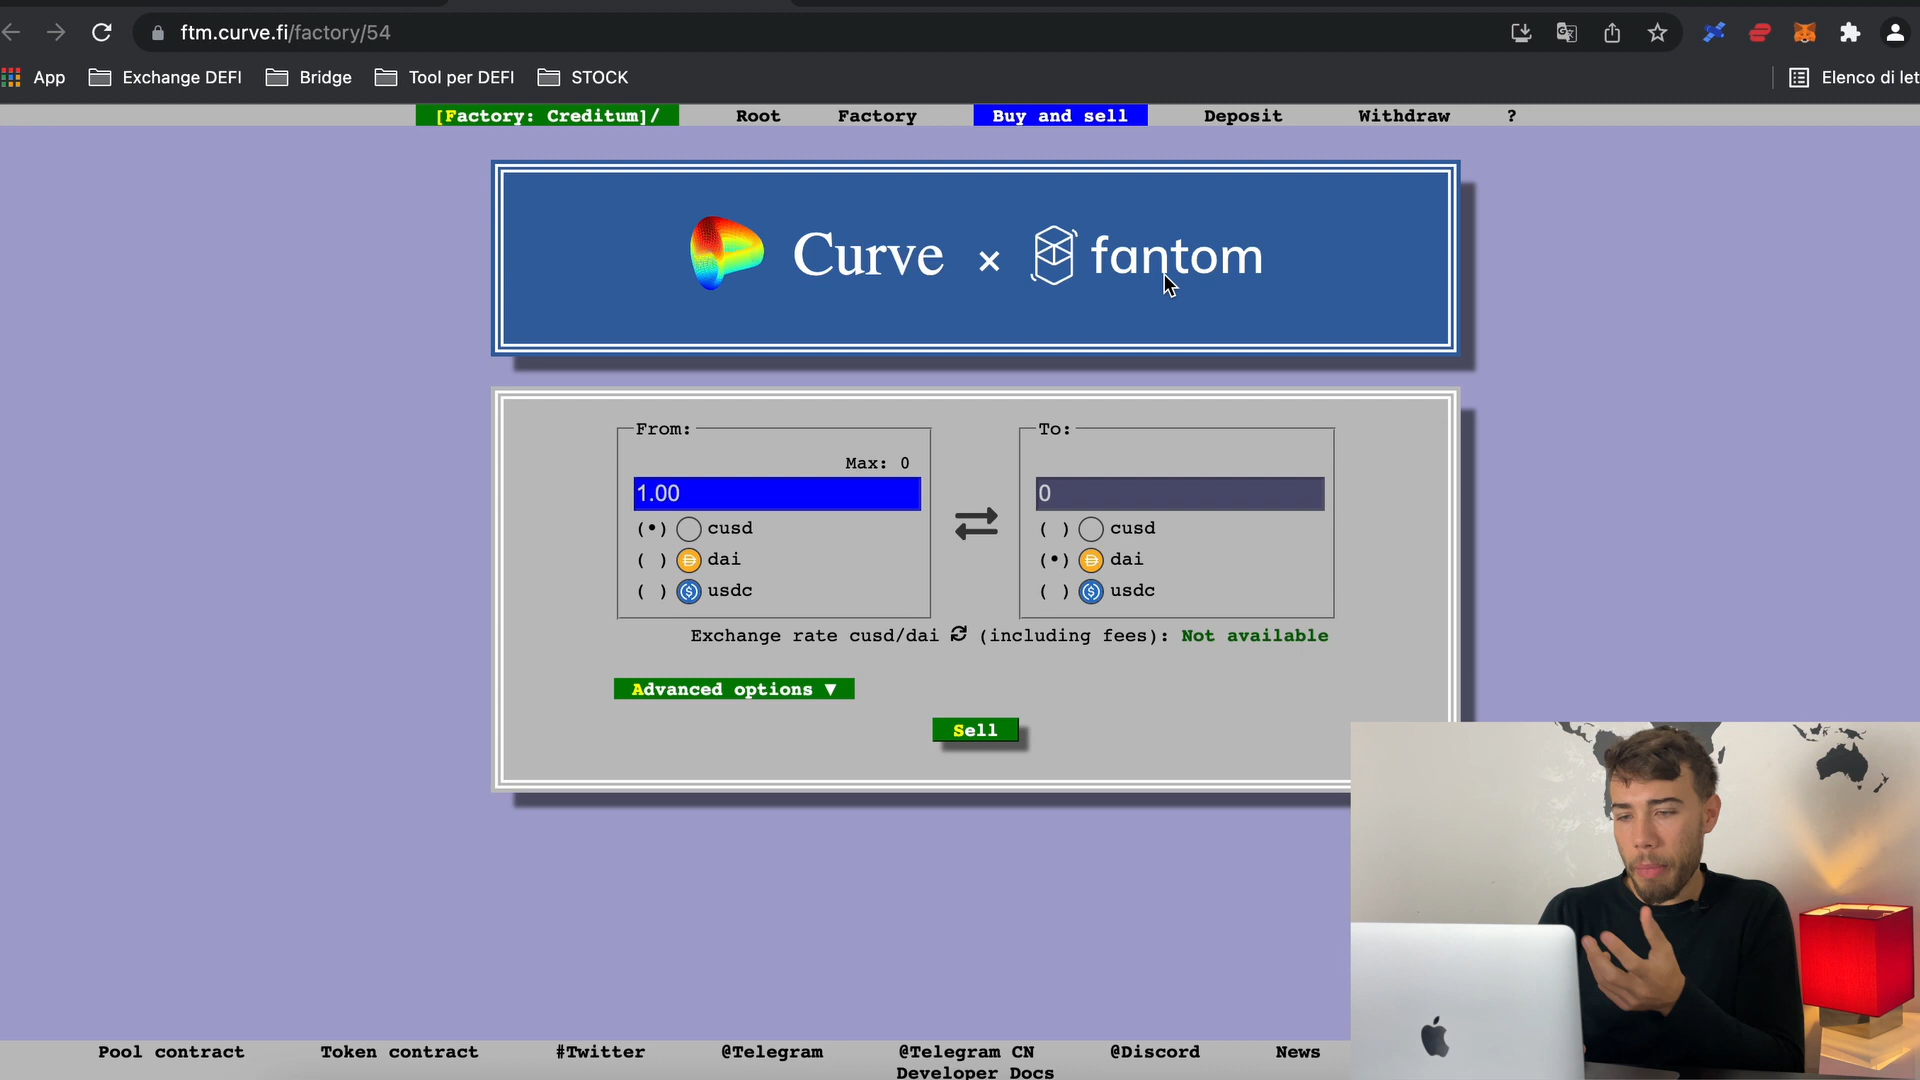 ftm.curve.fi/factory/54
App Exchange DEFI Bridge Tool per DEFI STOCK Elenco di let
[Factory: Creditum]/ Root Factory Buy and sell Deposit Withdraw ?
Curve × fantom
From: To:
Max: 0
1.00 0
(•) cusd ( ) cusd
( ) dai (•) dai
( ) usdc ( ) usdc
Exchange rate cusd/dai (including fees): Not available
Advanced options ▼
Sell
Pool contract Token contract #Twitter @Telegram @Telegram CN @Discord News
Developer Docs